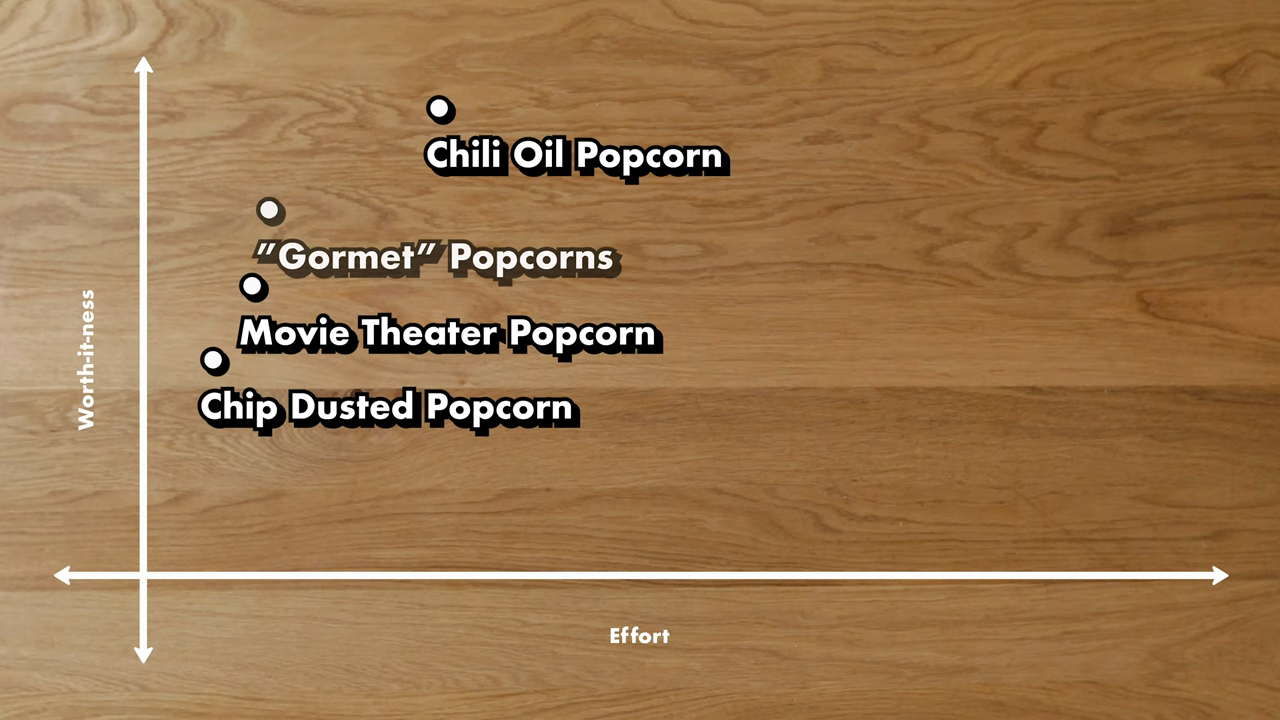 Chili Oil Popcorn
”Gormet” Popcorns
Movie Theater Popcorn
Chip Dusted Popcorn
Worth-it-ness
Effort